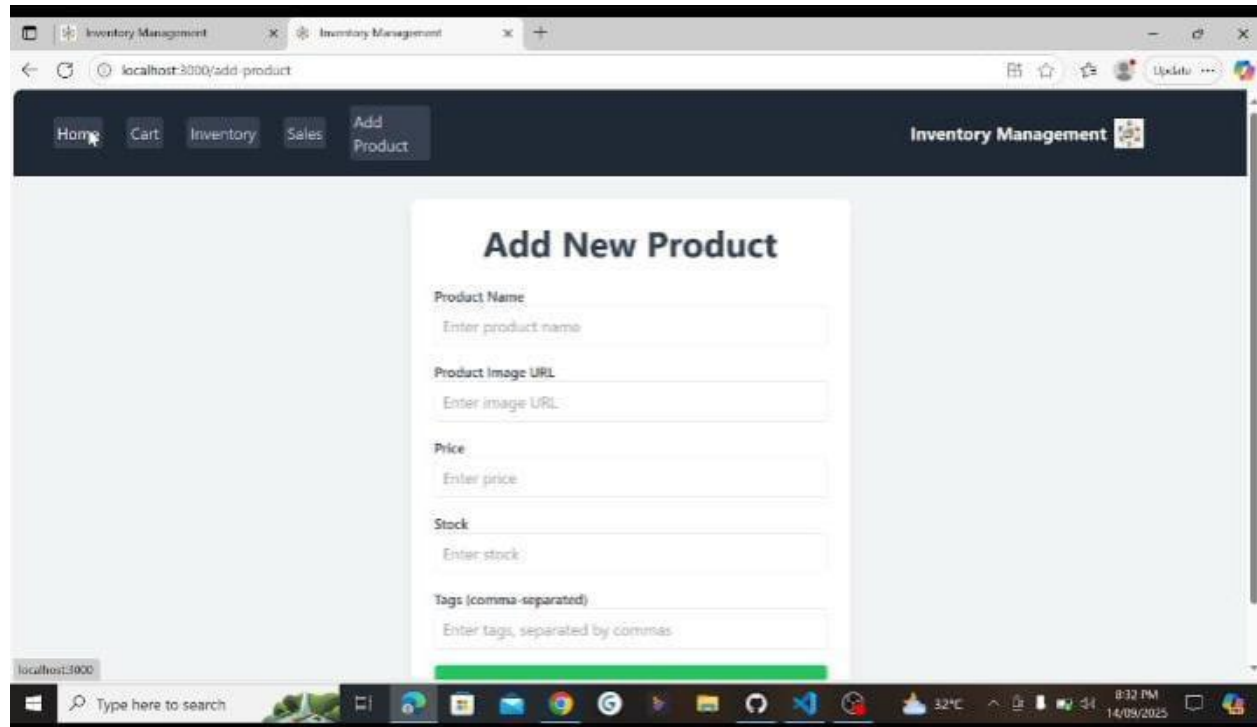 Inventory Management
Inventory Management
localhost:3000/add-product
Update
Home
Cart
Inventory
Sales
Add
Product
Inventory Management
Add New Product
Product Name
Enter product name
Product Image URL
Enter image URL
Price
Enter price
Stock
Enter stock
Tags (comma-separated)
Enter tags, separated by commas
localhost:3000
Type here to search
32°C
8:32 PM
14/09/2025